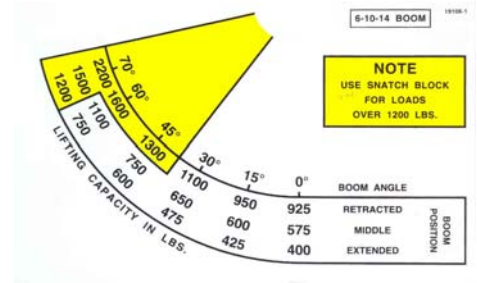 6-10-14 BOOM
NOTE
USE SNATCH BLOCK
FOR LOADS
OVER 1200 LBS.
70° 60° 45° 30° 15° 0° BOOM ANGLE
2200 1600 1300 1100 950 925 RETRACTED
1500 1100 750 650 600 575 MIDDLE
1200 750 600 475 425 400 EXTENDED
BOOM
POSITION
LIFTING CAPACITY IN LBS.